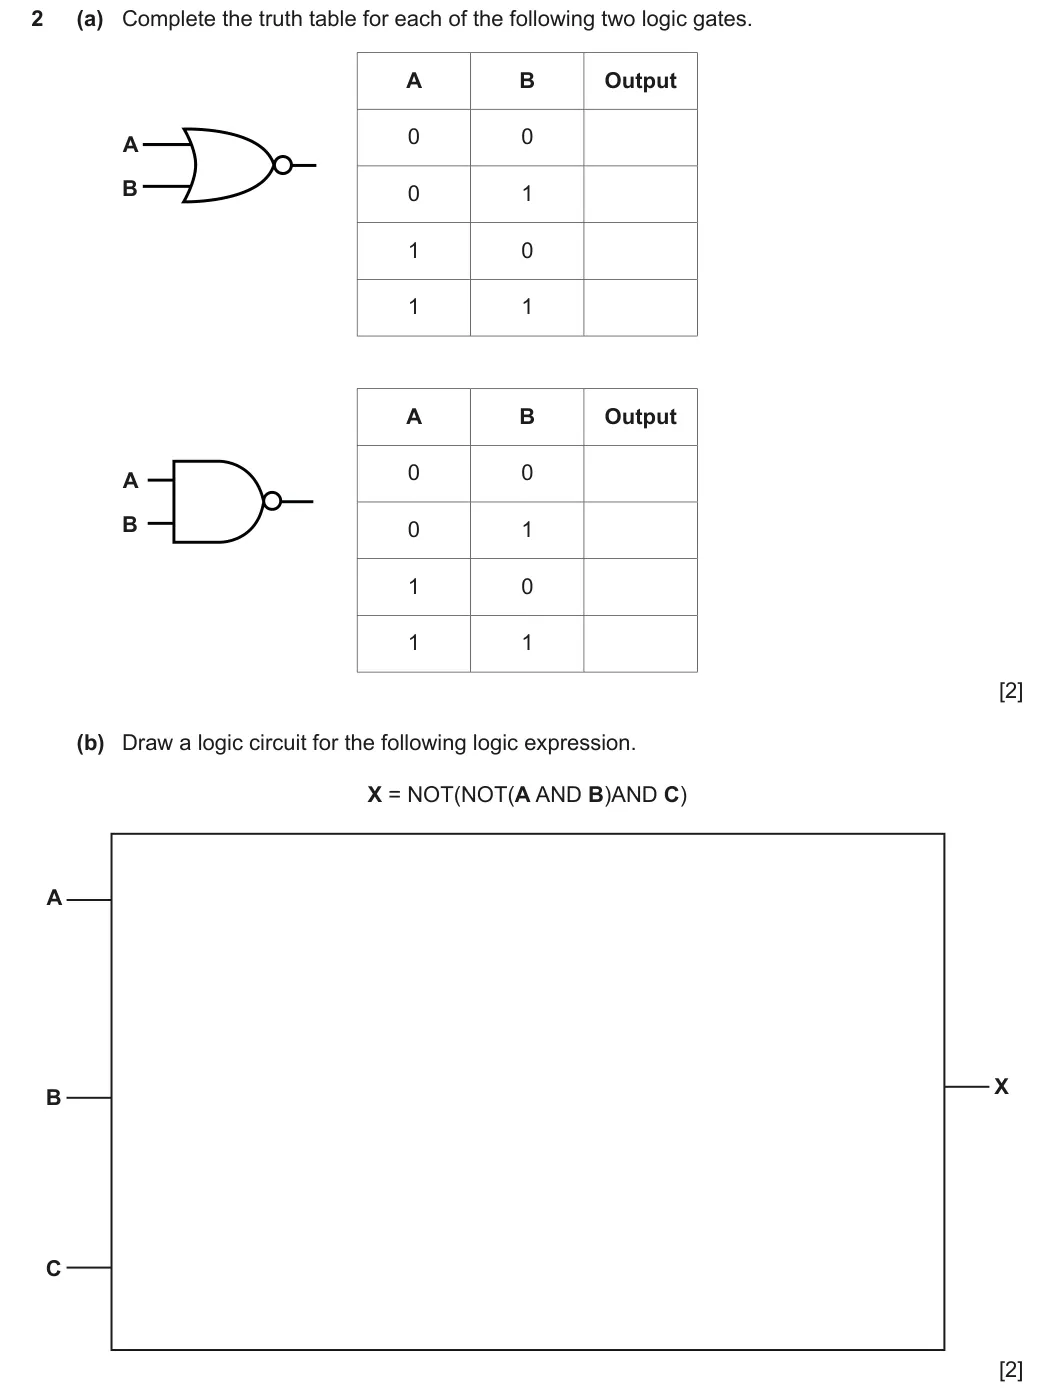 2 (a) Complete the truth table for each of the following two logic gates.
A B Output
0 0
A
0 1
B
1 0
1 1
A B Output
0 0
A
0 1
B
1 0
1 1
[2]
(b) Draw a logic circuit for the following logic expression.
X = NOT(NOT(A AND B)AND C)
A
B
X
C
[2]